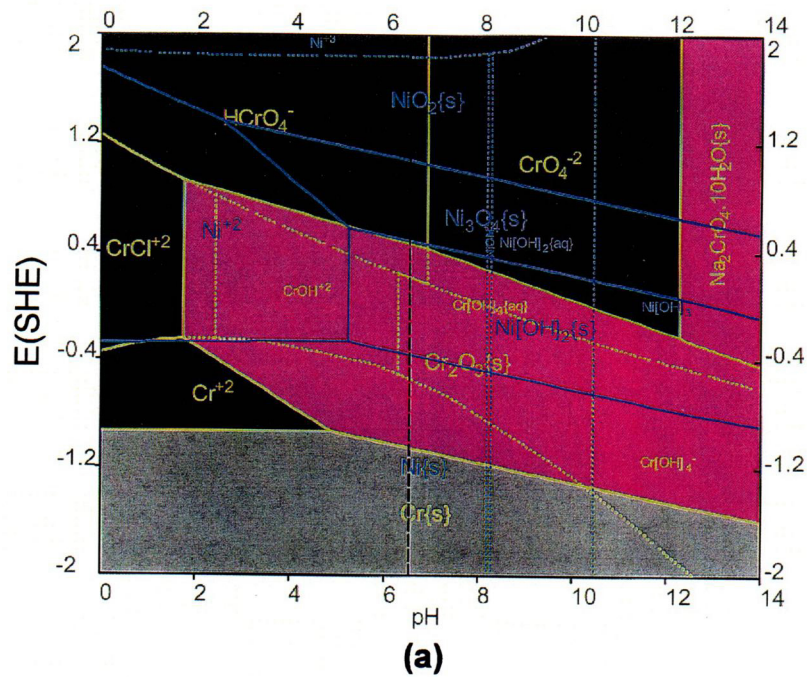 0 2 4 6 8 10 12 14
2 2
Ni+3
NiO2{s}
HCrO4-
1.2 1.2
CrO4-2
Na2CrO4.10H2O{s}
Ni3O4{s}
Ni+2
CrCl+2
Ni[OH]2{aq}
0.4 0.4
E(SHE)
CrOH+2
Cr[OH]3{aq}
Ni[OH]3-
Ni[OH]2{s}
-0.4 -0.4
Cr2O3{s}
Cr+2
Cr[OH]4-
-1.2 -1.2
Ni{s}
Cr{s}
-2 -2
0 2 4 6 8 10 12 14
pH
(a)